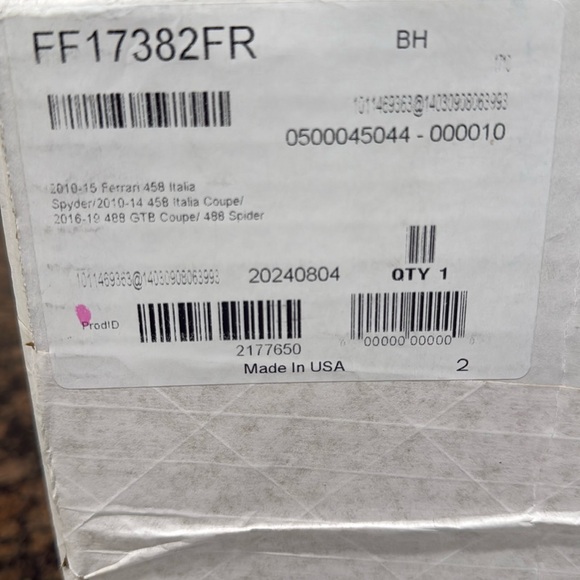 FF17382FR
BH
1011469363@14030908063993
0500045044 - 000010
2010-15 Ferrari 458 Italia
Spyder/2010-14 458 Italia Coupe/
2016-19 488 GTB Coupe/ 488 Spider
1011469363@14030908063993
20240804
QTY 1
ProdID
2177650
00000 00000
Made In USA
2